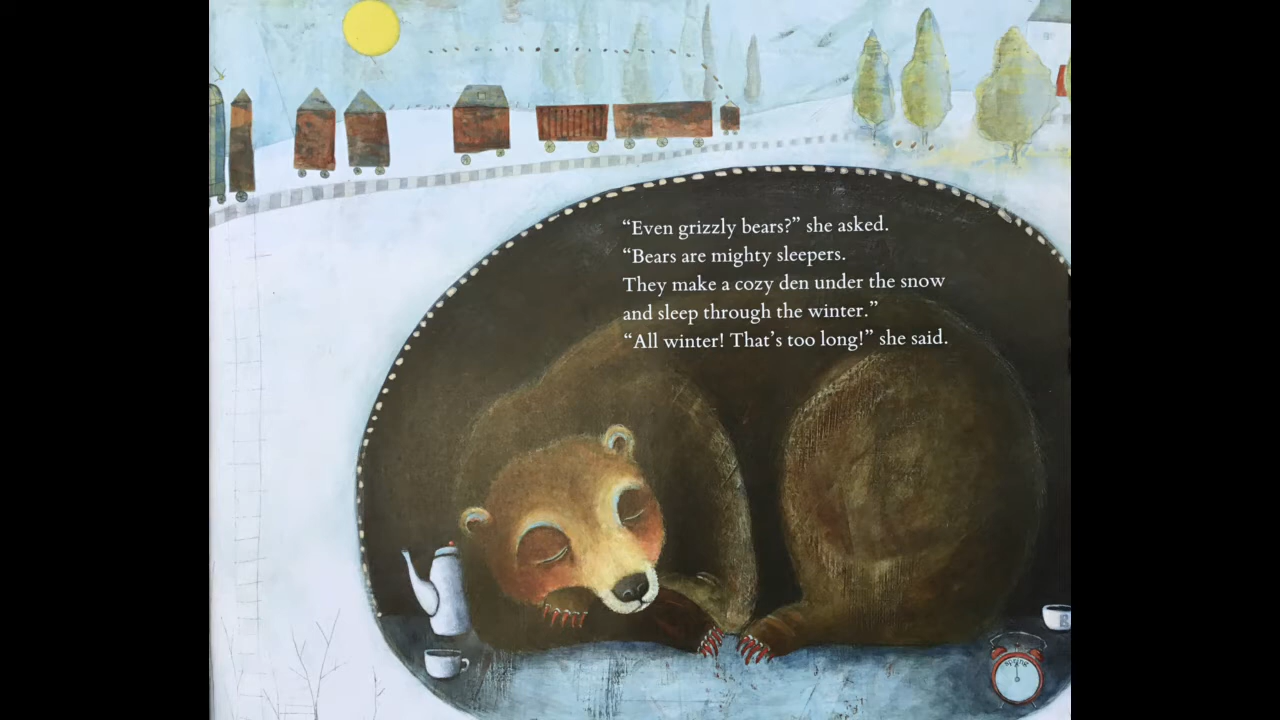 “Even grizzly bears?” she asked.
“Bears are mighty sleepers.
They make a cozy den under the snow
and sleep through the winter.”
“All winter! That’s too long!” she said.